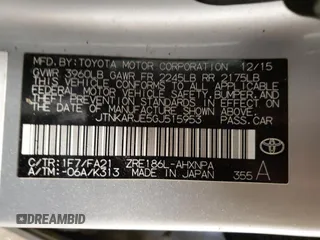 MFD.BY:TOYOTA MOTOR CORPORATION 12/15
GVWR 3960LB GAWR FR 2245LB RR 2175LB
THIS VEHICLE CONFORMS TO ALL APPLICABLE
FEDERAL MOTOR VEHICLE SAFETY, BUMPER, AND
THEFT PREVENTION STANDARDS IN EFFECT ON THE
DATE OF MANUFACTURE SHOWN ABOVE.
JTNKARJE5GJ515953 PASS.CAR
C/TR:1F7/FA21 ZRE186L-AHXNPA
A/TM:-06A/K313 MADE IN JAPAN 355 A
TOYOTA
DREAMBID